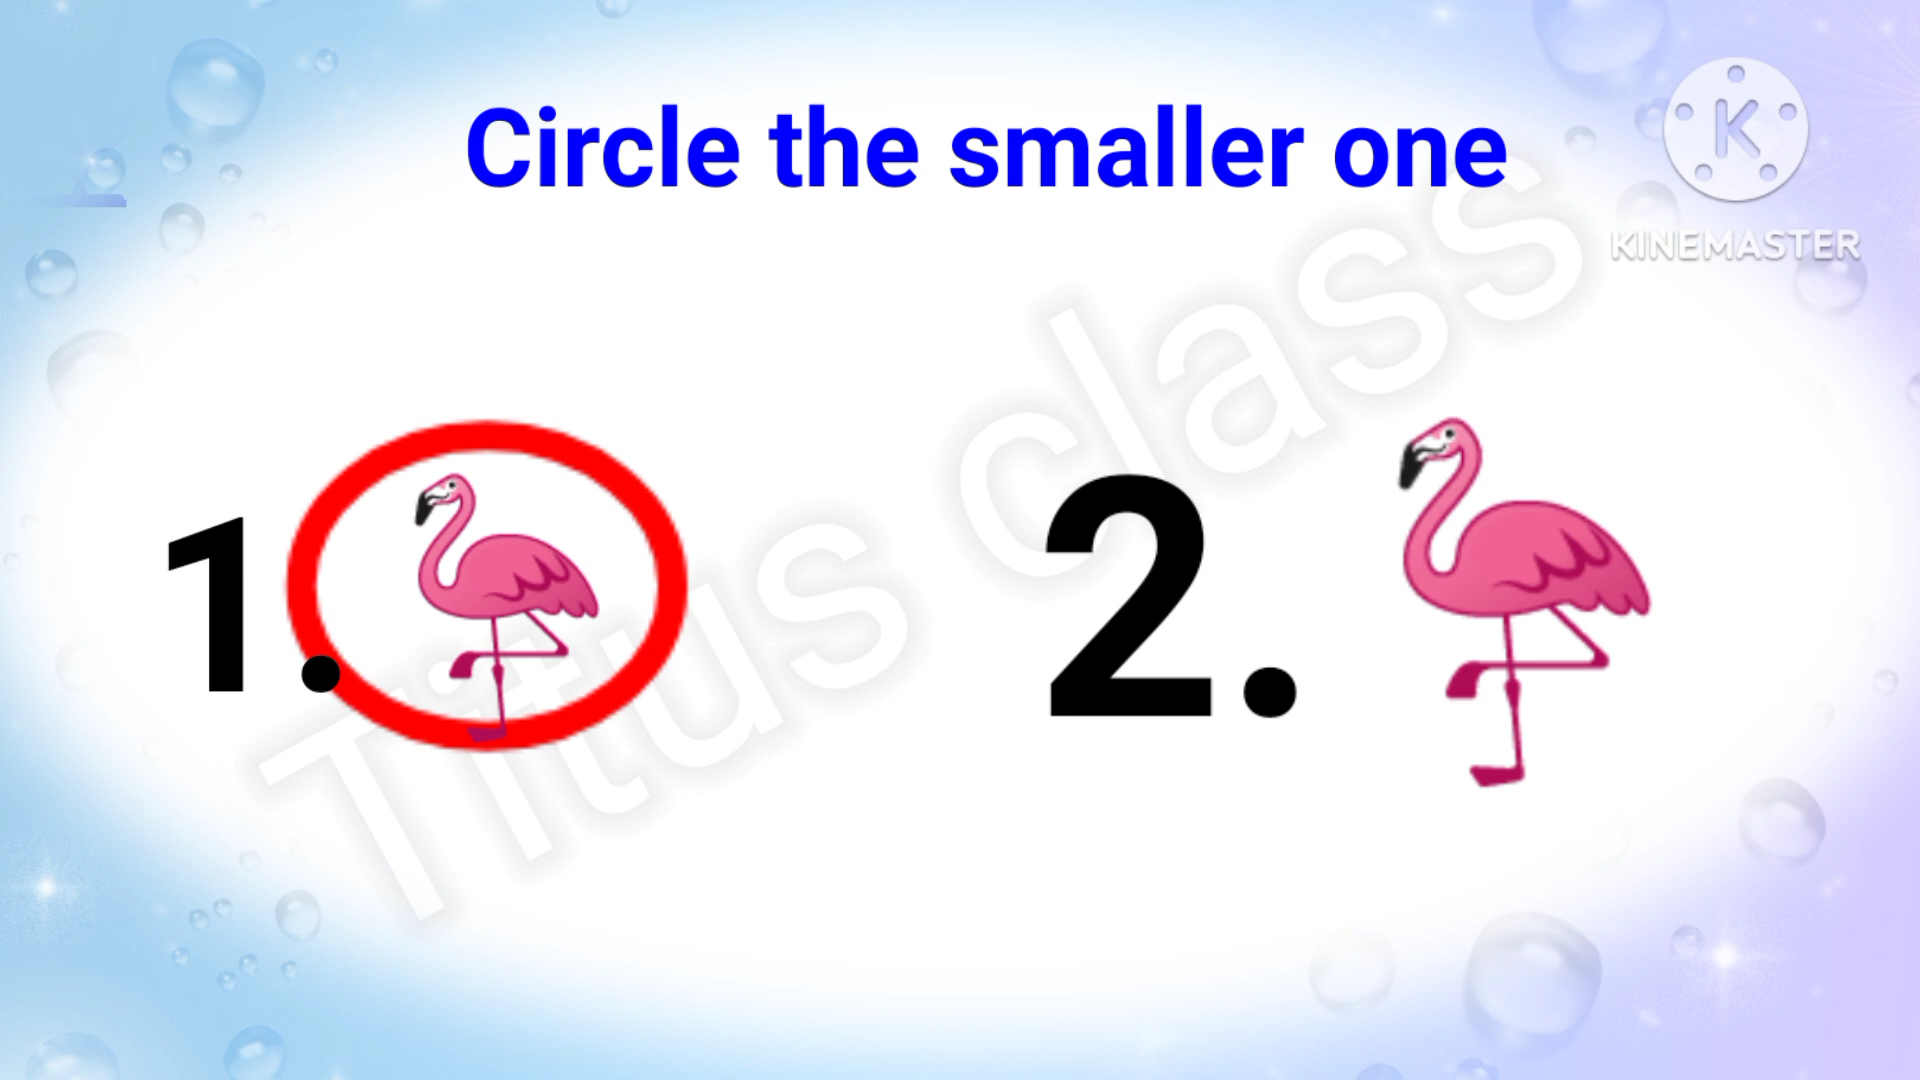 Circle the smaller one
K
KINEMASTER
1.
2.
Titus class